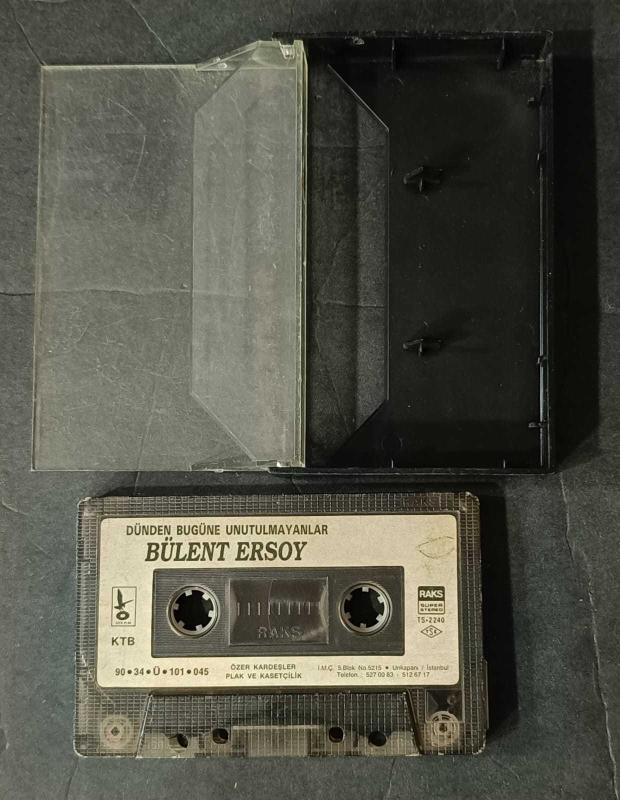 DÜNDEN BUGÜNE UNUTULMAYANLAR
BÜLENT ERSOY
RAKS
SUPER
STEREO
TS-2240
TSE
KTB
RAKS
90•34•Ü•101•045
ÖZER KARDEŞLER
PLAK VE KASETÇİLİK
İ.M.Ç. 5.Blok No.5215 • Unkapanı / İstanbul
Telefon.: 527 00 83 - 512 67 17